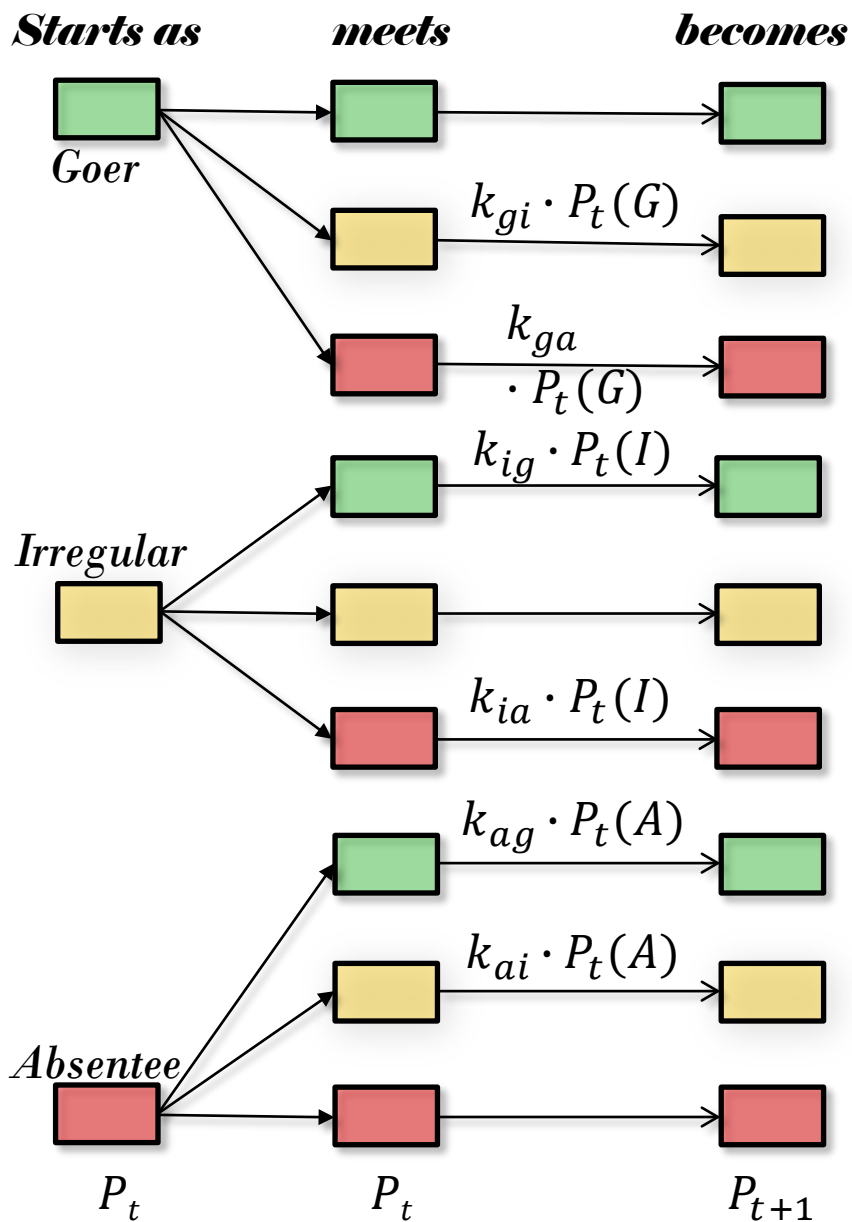 Starts as meets becomes
Goer
k_{gi} · P_t(G)
k_{ga}
· P_t(G)
k_{ig} · P_t(I)
Irregular
k_{ia} · P_t(I)
k_{ag} · P_t(A)
k_{ai} · P_t(A)
Absentee
P_t P_t P_{t+1}